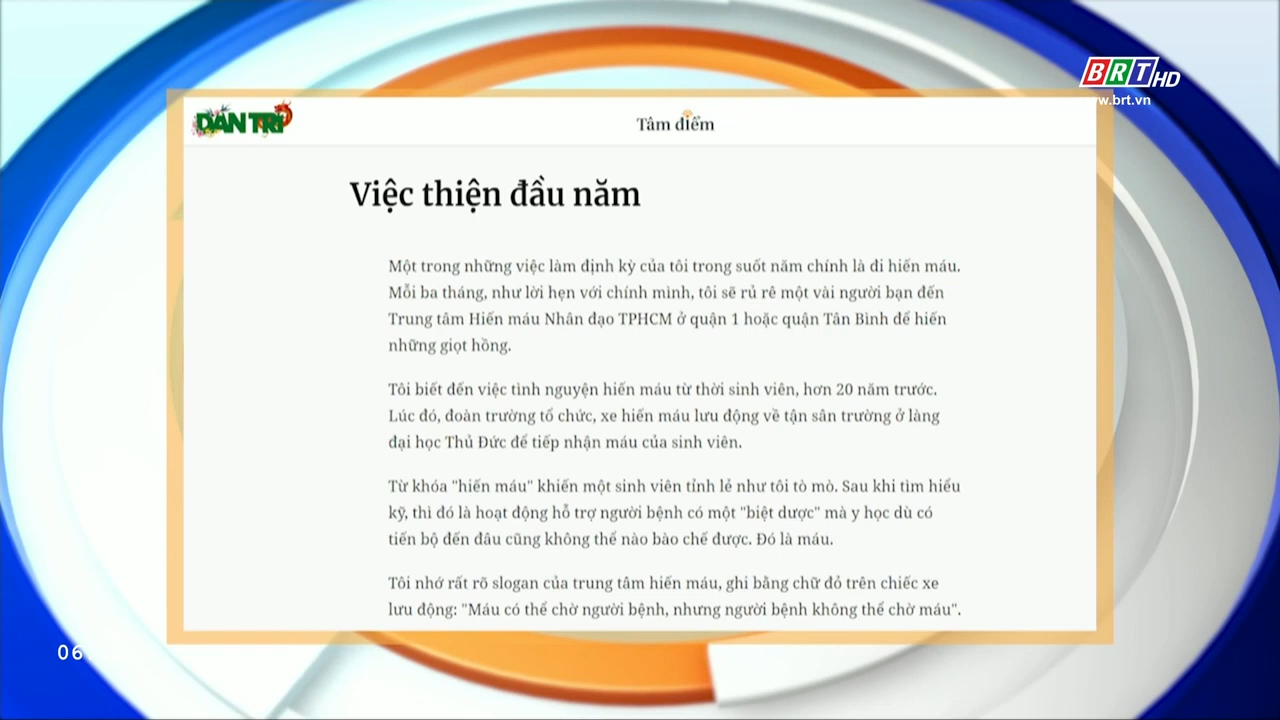 BRT HD
w.brt.vn
DÂN TRÍ
Tâm điểm
Việc thiện đầu năm
Một trong những việc làm định kỳ của tôi trong suốt năm chính là đi hiến máu.
Mỗi ba tháng, như lời hẹn với chính mình, tôi sẽ rủ rê một vài người bạn đến
Trung tâm Hiến máu Nhân đạo TPHCM ở quận 1 hoặc quận Tân Bình để hiến
những giọt hồng.
Tôi biết đến việc tình nguyện hiến máu từ thời sinh viên, hơn 20 năm trước.
Lúc đó, đoàn trường tổ chức, xe hiến máu lưu động về tận sân trường ở làng
đại học Thủ Đức để tiếp nhận máu của sinh viên.
Từ khóa "hiến máu" khiến một sinh viên tỉnh lẻ như tôi tò mò. Sau khi tìm hiểu
kỹ, thì đó là hoạt động hỗ trợ người bệnh có một "biệt dược" mà y học dù có
tiến bộ đến đâu cũng không thể nào bào chế được. Đó là máu.
Tôi nhớ rất rõ slogan của trung tâm hiến máu, ghi bằng chữ đỏ trên chiếc xe
lưu động: "Máu có thể chờ người bệnh, nhưng người bệnh không thể chờ máu".
06